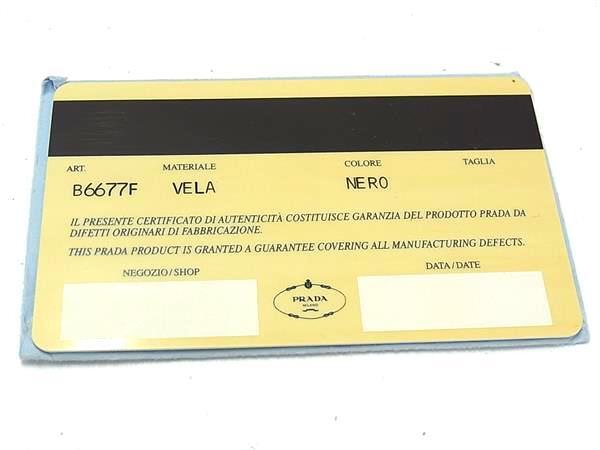 ART. MATERIALE COLORE TAGLIA
B6677F VELA NERO
IL PRESENTE CERTIFICATO DI AUTENTICITÀ COSTITUISCE GARANZIA DEL PRODOTTO PRADA DA
DIFETTI ORIGINARI DI FABBRICAZIONE.
THIS PRADA PRODUCT IS GRANTED A GUARANTEE COVERING ALL MANUFACTURING DEFECTS.
NEGOZIO/SHOP DATA/DATE
PRADA
MILANO